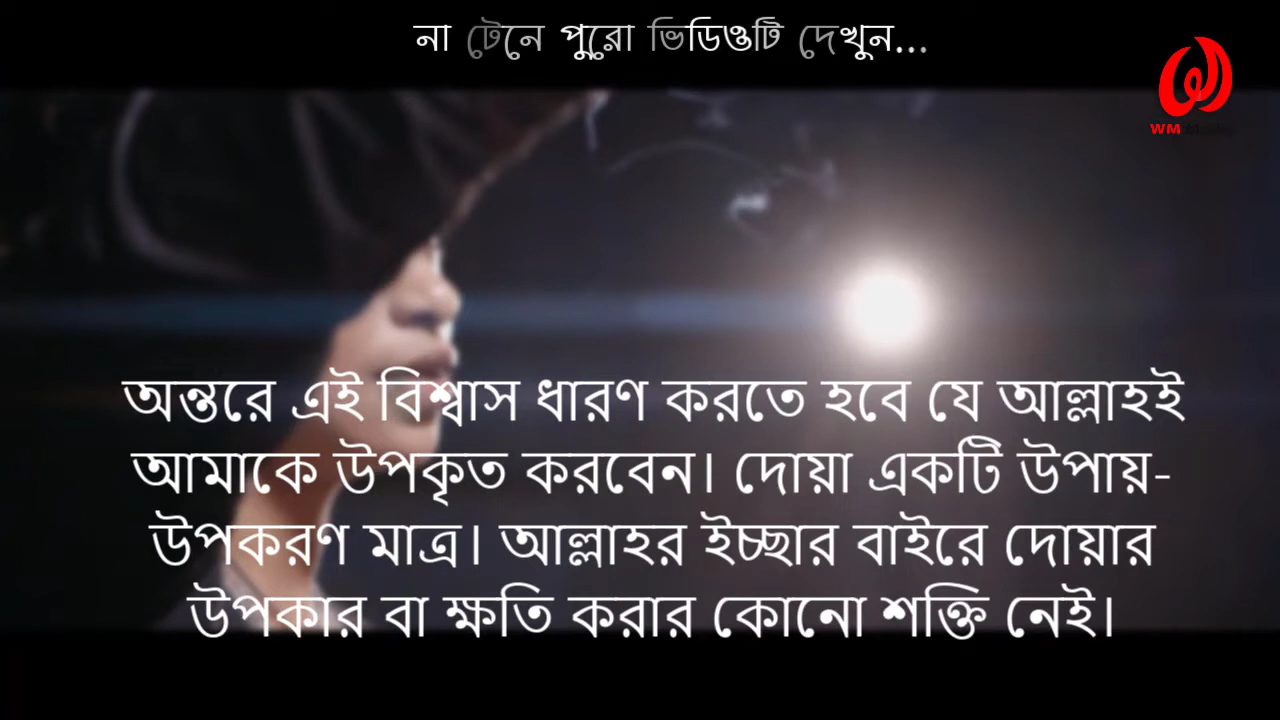 না টেনে পুরো ভিডিওটি দেখুন...
WM
অন্তরে এই বিশ্বাস ধারণ করতে হবে যে আল্লাহই
আমাকে উপকৃত করবেন। দোয়া একটি উপায়-
উপকরণ মাত্র। আল্লাহর ইচ্ছার বাইরে দোয়ার
উপকার বা ক্ষতি করার কোনো শক্তি নেই।